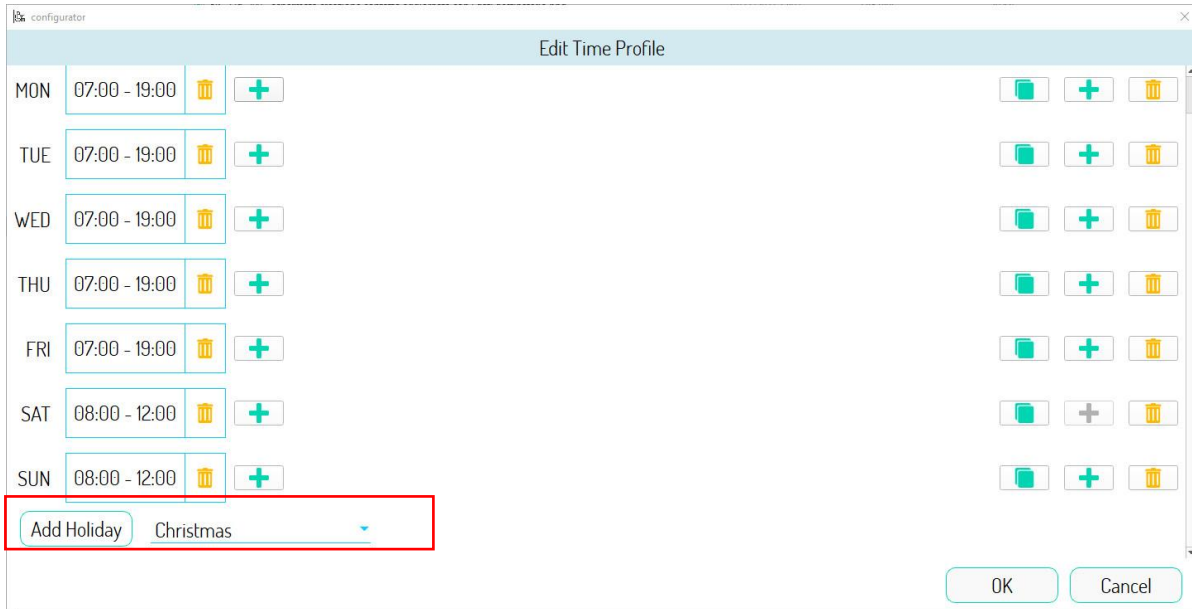 configurator
Edit Time Profile
MON 07:00 - 19:00
TUE 07:00 - 19:00
WED 07:00 - 19:00
THU 07:00 - 19:00
FRI 07:00 - 19:00
SAT 08:00 - 12:00
SUN 08:00 - 12:00
Add Holiday Christmas
OK Cancel